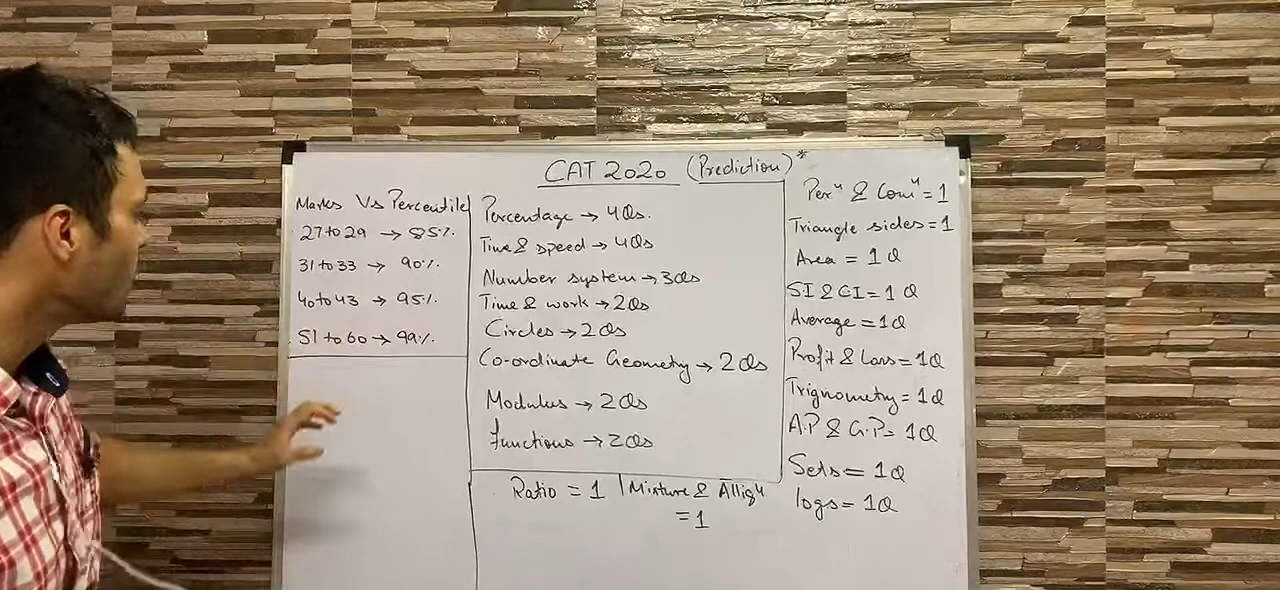 CAT 2020 (Prediction)*
Marks Vs Percentile
27 to 29 → 85%.
31 to 33 → 90%.
40 to 43 → 95%.
51 to 60 → 99%.
Percentage → 4Qs.
Time & speed → 4Qs
Number system → 3Qs
Time & work → 2Qs
Circles → 2Qs
Co-ordinate Geometry → 2Qs
Modulus → 2Qs
functions → 2Qs
Ratio = 1 | Mixture & Alligⁿ
= 1
Perⁿ & Comⁿ = 1
Triangle sides = 1
Area = 1Q
SI & CI = 1Q
Average = 1Q
Profit & Loss = 1Q
Trignometry = 1Q
A.P & G.P = 1Q
Sets = 1Q
logs = 1Q